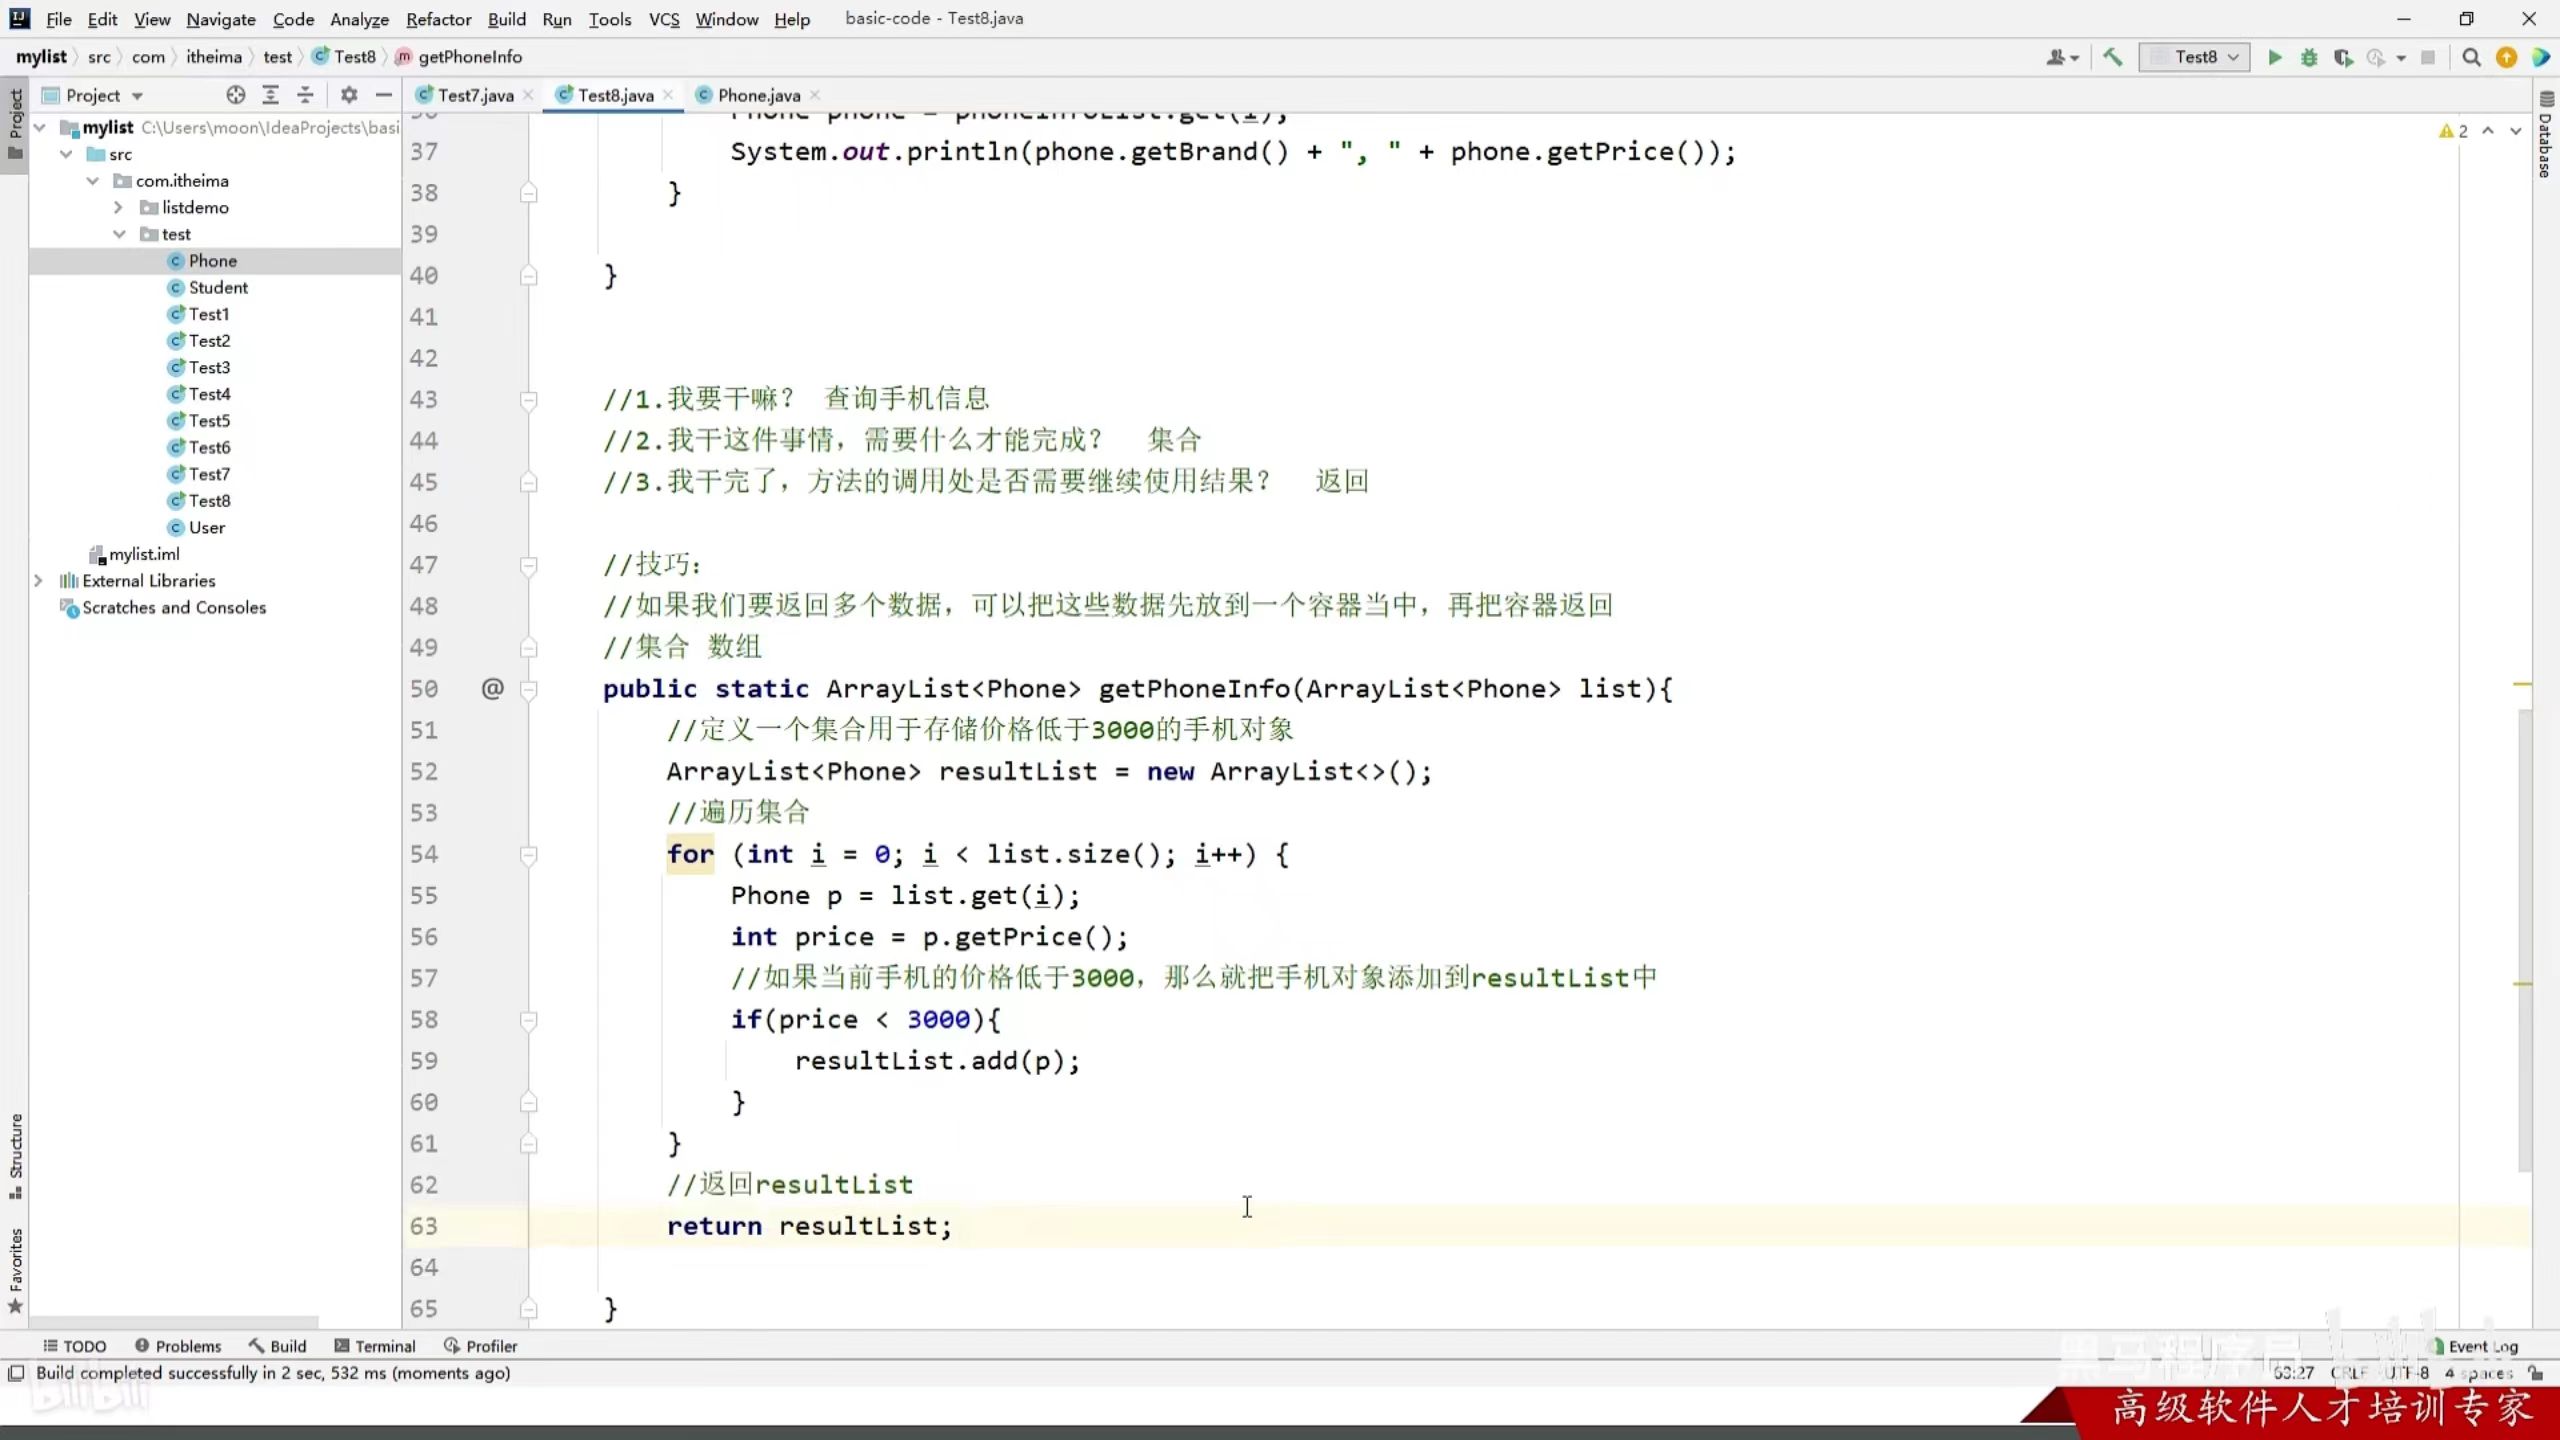 File Edit View Navigate Code Analyze Refactor Build Run Tools VCS Window Help basic-code - Test8.java
mylist src com itheima test Test8 getPhoneInfo Test8
Project Test7.java Test8.java Phone.java
Project
Database
mylist C:\Users\moon\IdeaProjects\basi
src
com.itheima
listdemo
test
Phone
Student
Test1
Test2
Test3
Test4
Test5
Test6
Test7
Test8
User
mylist.iml
External Libraries
Scratches and Consoles
Structure
Favorites
2
Phone phone = phoneInfoList.get(i);
37 System.out.println(phone.getBrand() + ", " + phone.getPrice());
38 }
39
40 }
41
42
43 //1.我要干嘛？ 查询手机信息
44 //2.我干这件事情，需要什么才能完成？ 集合
45 //3.我干完了，方法的调用处是否需要继续使用结果？ 返回
46
47 //技巧：
48 //如果我们要返回多个数据，可以把这些数据先放到一个容器当中，再把容器返回
49 //集合 数组
50 @ public static ArrayList<Phone> getPhoneInfo(ArrayList<Phone> list){
51 //定义一个集合用于存储价格低于3000的手机对象
52 ArrayList<Phone> resultList = new ArrayList<>();
53 //遍历集合
54 for (int i = 0; i < list.size(); i++) {
55 Phone p = list.get(i);
56 int price = p.getPrice();
57 //如果当前手机的价格低于3000，那么就把手机对象添加到resultList中
58 if(price < 3000){
59 resultList.add(p);
60 }
61 }
62 //返回resultList
63 return resultList;
64
65 }
TODO Problems Build Terminal Profiler Event Log
Build completed successfully in 2 sec, 532 ms (moments ago) 63:27 CRLF UTF-8 4 spaces
bilibili
高级软件人才培训专家